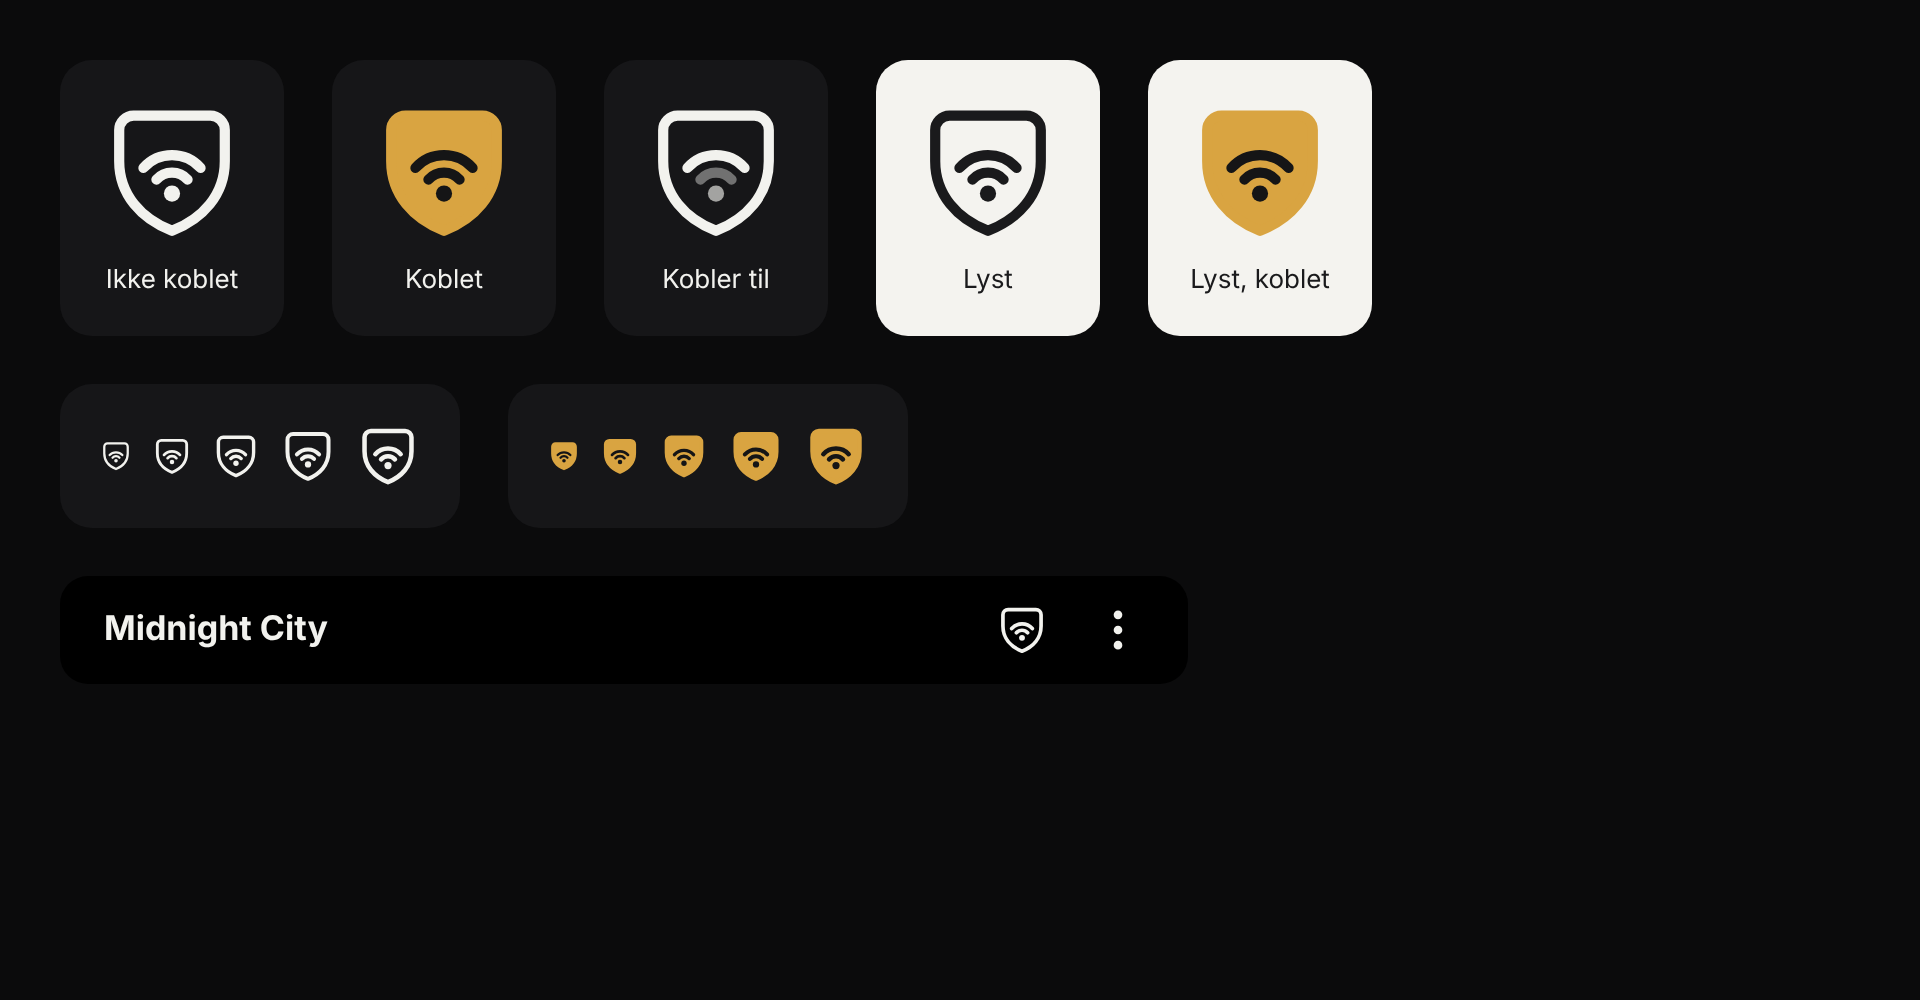 Ikke koblet
Koblet
Kobler til
Lyst
Lyst, koblet
Midnight City